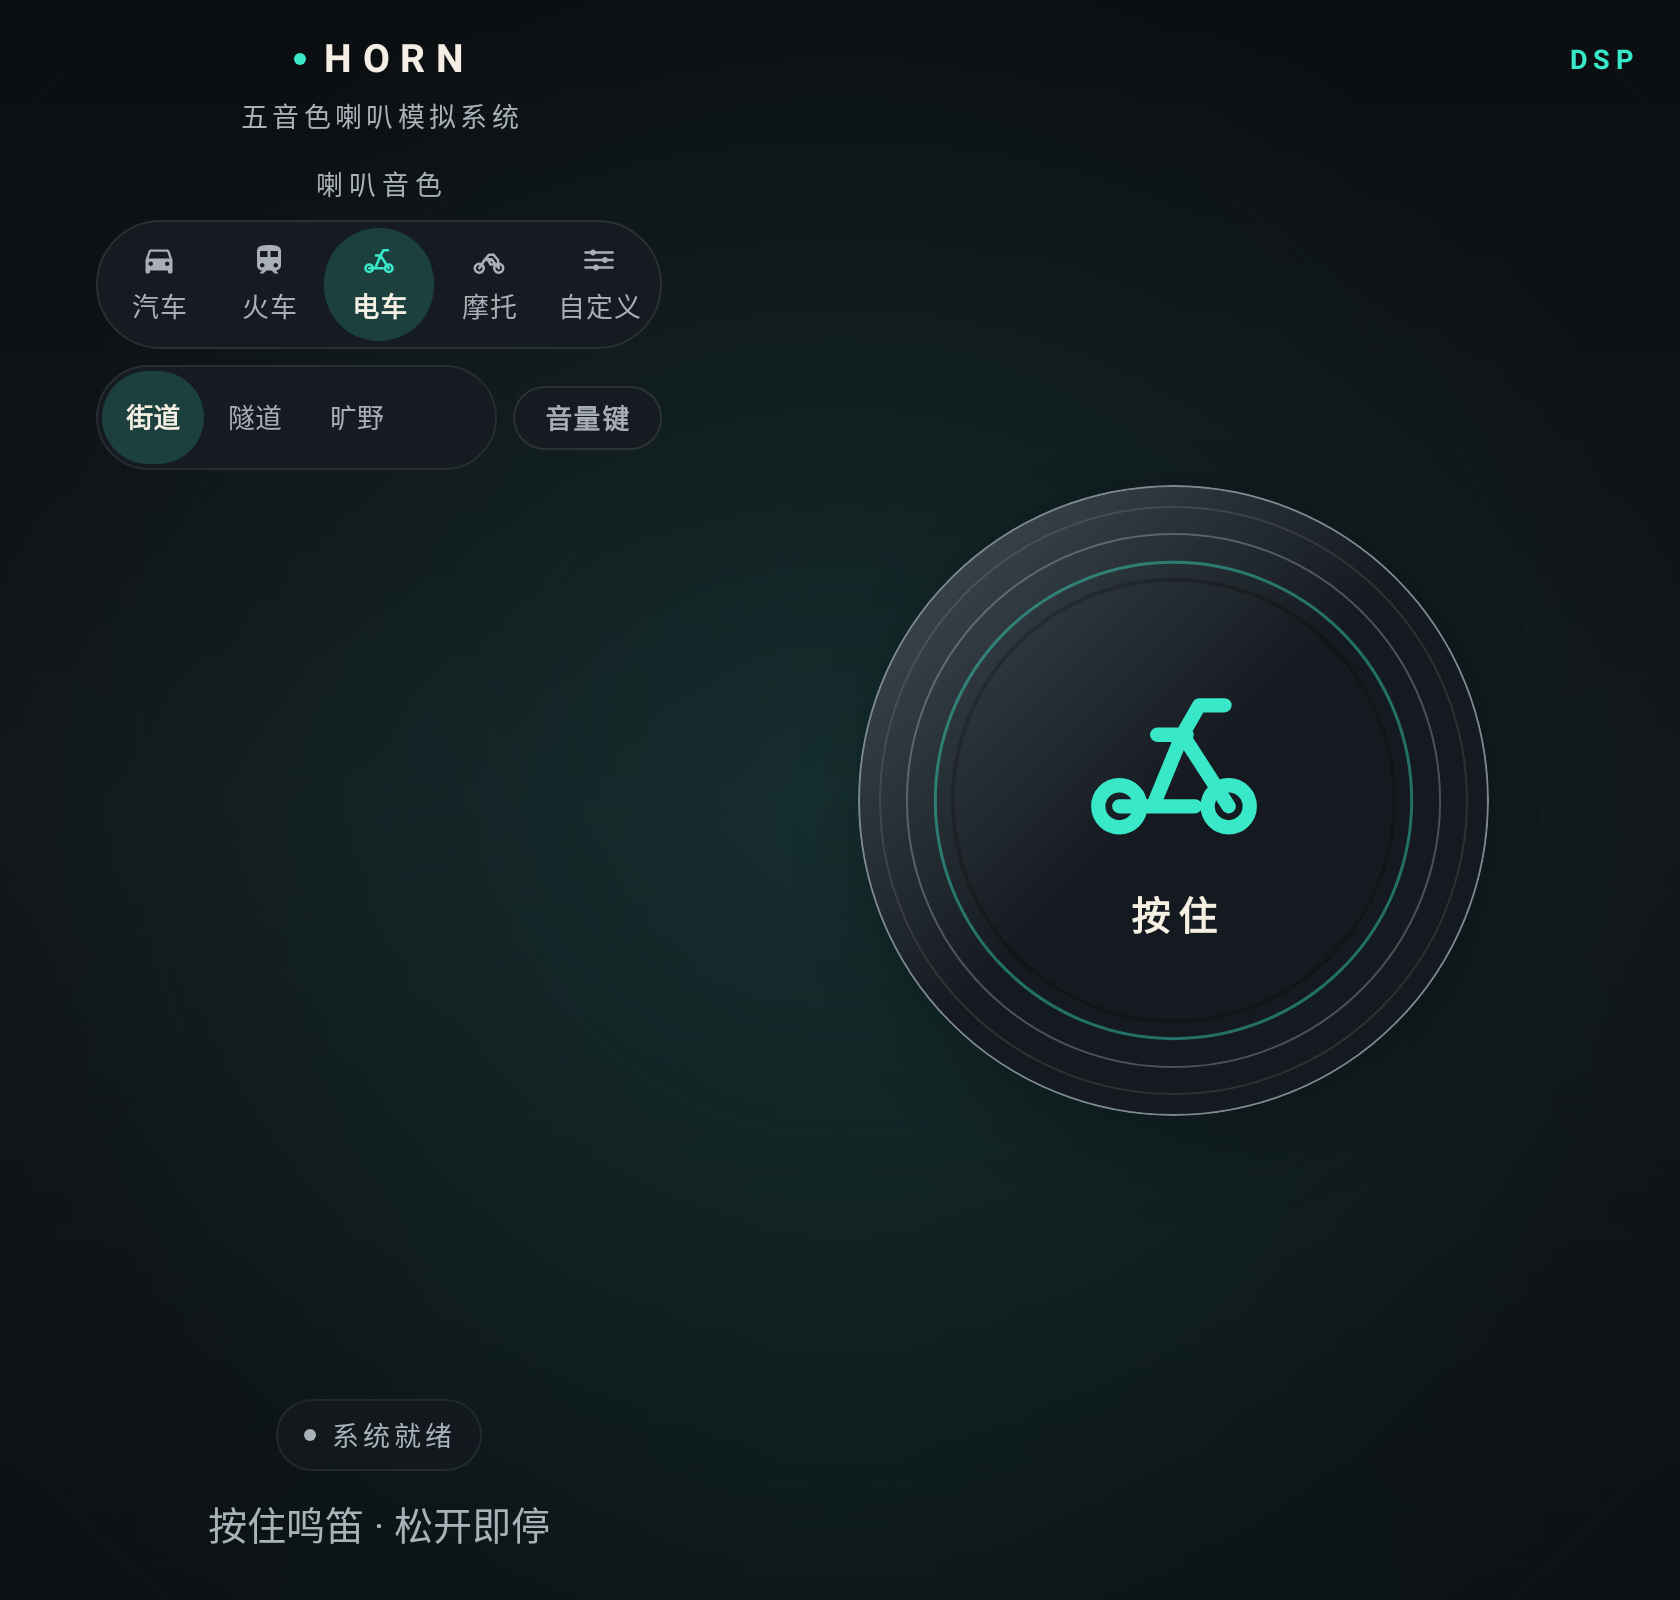 HORN
DSP
五音色喇叭模拟系统
喇叭音色
汽车 火车 电车 摩托 自定义
街道 隧道 旷野 音量键
按住
系统就绪
按住鸣笛 · 松开即停